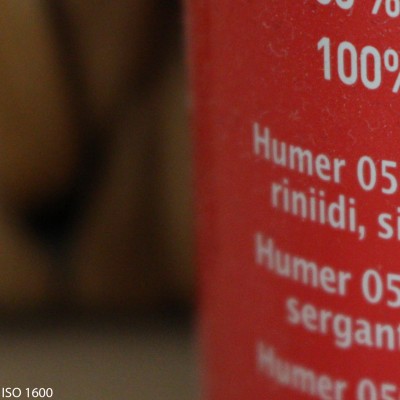 100%
Humer 05
riniidi, si
Humer 05
sergant
Humer 05
ISO 1600